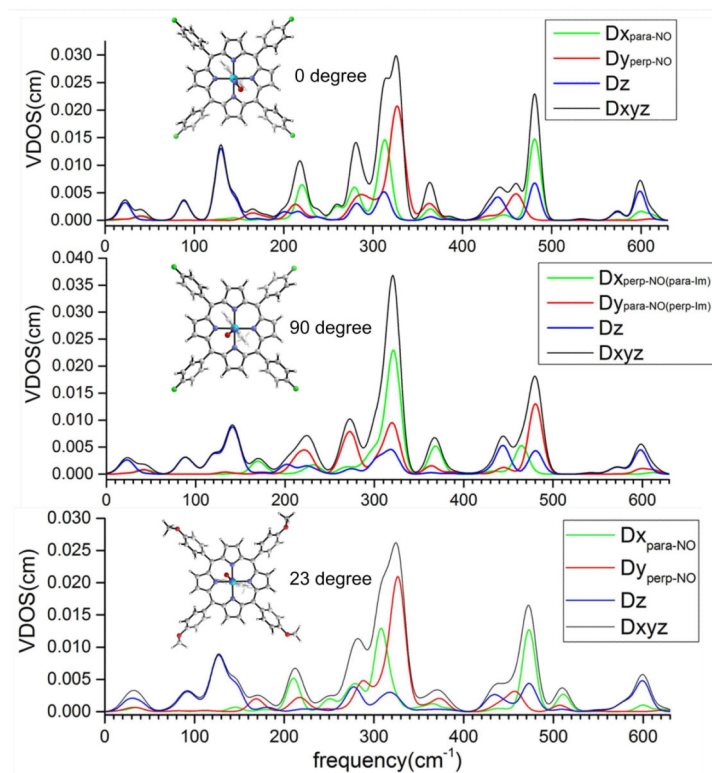 VDOS(cm)
0.030
0.025
0.020
0.015
0.010
0.005
0.000
0 degree
Dxpara-NO
Dyperp-NO
Dz
Dxyz
0 100 200 300 400 500 600
VDOS(cm)
0.040
0.035
0.030
0.025
0.020
0.015
0.010
0.005
0.000
90 degree
Dxperp-NO(para-Im)
Dypara-NO(perp-Im)
Dz
Dxyz
0 100 200 300 400 500 600
VDOS(cm)
0.030
0.025
0.020
0.015
0.010
0.005
0.000
23 degree
Dxpara-NO
Dyperp-NO
Dz
Dxyz
0 100 200 300 400 500 600
frequency(cm-1)